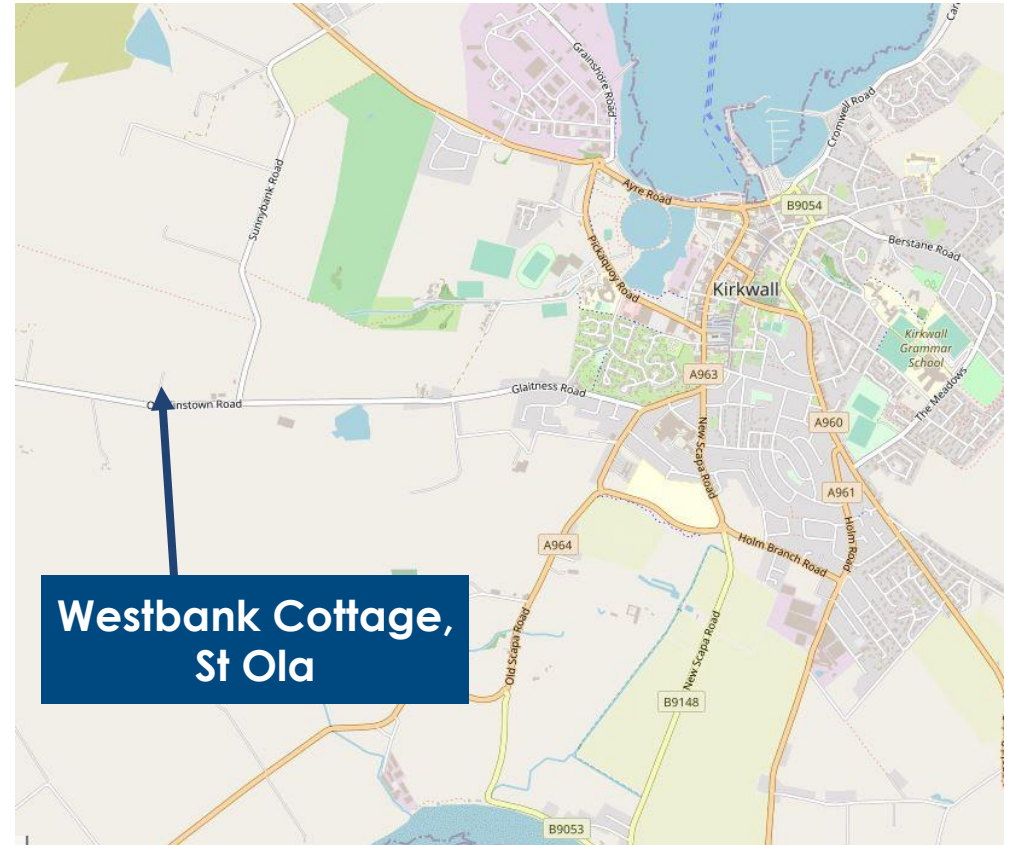 Grainshore Road
Cromwell Road
Sunnybank Road
Ayre Road
B9054
Pickaquoy Road
Berstane Road
Kirkwall
Kirkwall
Grammar
School
A963
Glaitness Road
The Meadows
A960
New Scapa Road
A961
Holm Road
A964
Holm Branch Road
Westbank Cottage,
St Ola
Old Scapa Road
New Scapa Road
B9148
B9053